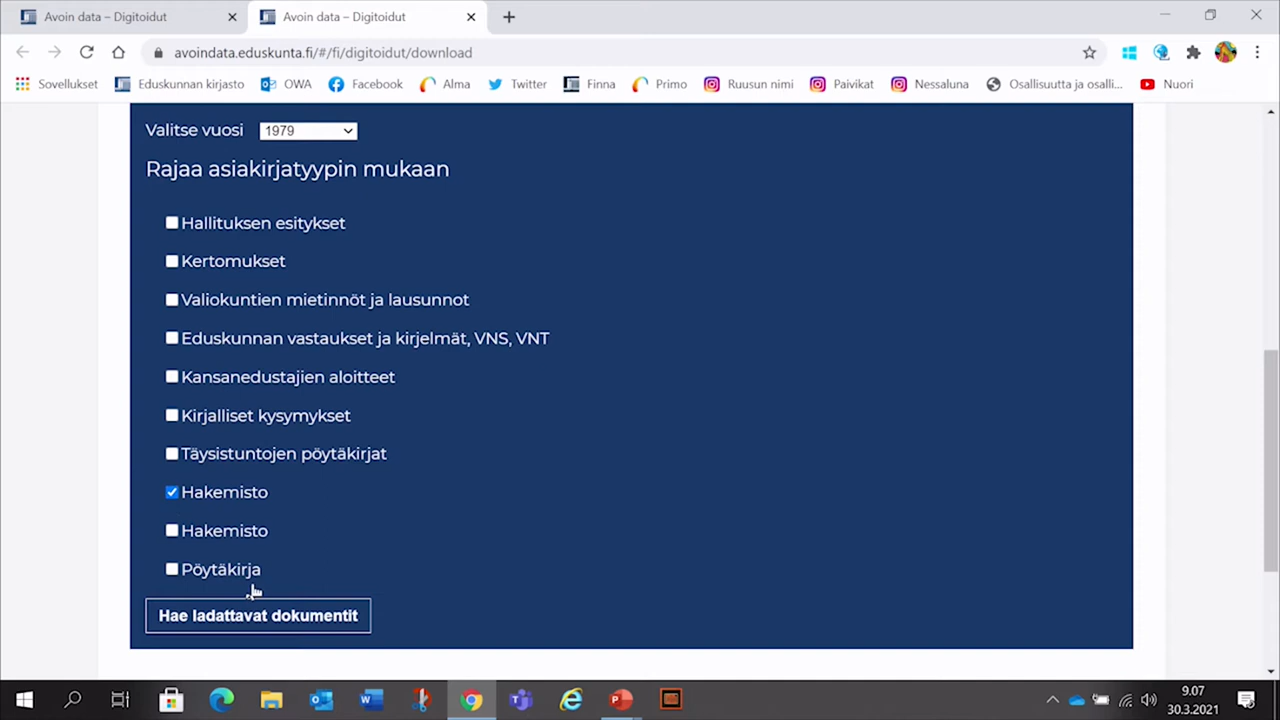 Avoin data – Digitoidut
Avoin data – Digitoidut
avoindata.eduskunta.fi/#/fi/digitoidut/download
Sovellukset Eduskunnan kirjasto OWA Facebook Alma Twitter Finna Primo Ruusun nimi Paivikat Nessaluna Osallisuutta ja osalli... Nuori
Valitse vuosi 1979
Rajaa asiakirjatyypin mukaan
Hallituksen esitykset
Kertomukset
Valiokuntien mietinnöt ja lausunnot
Eduskunnan vastaukset ja kirjelmät, VNS, VNT
Kansanedustajien aloitteet
Kirjalliset kysymykset
Täysistuntojen pöytäkirjat
Hakemisto
Hakemisto
Pöytäkirja
Hae ladattavat dokumentit
9.07
30.3.2021